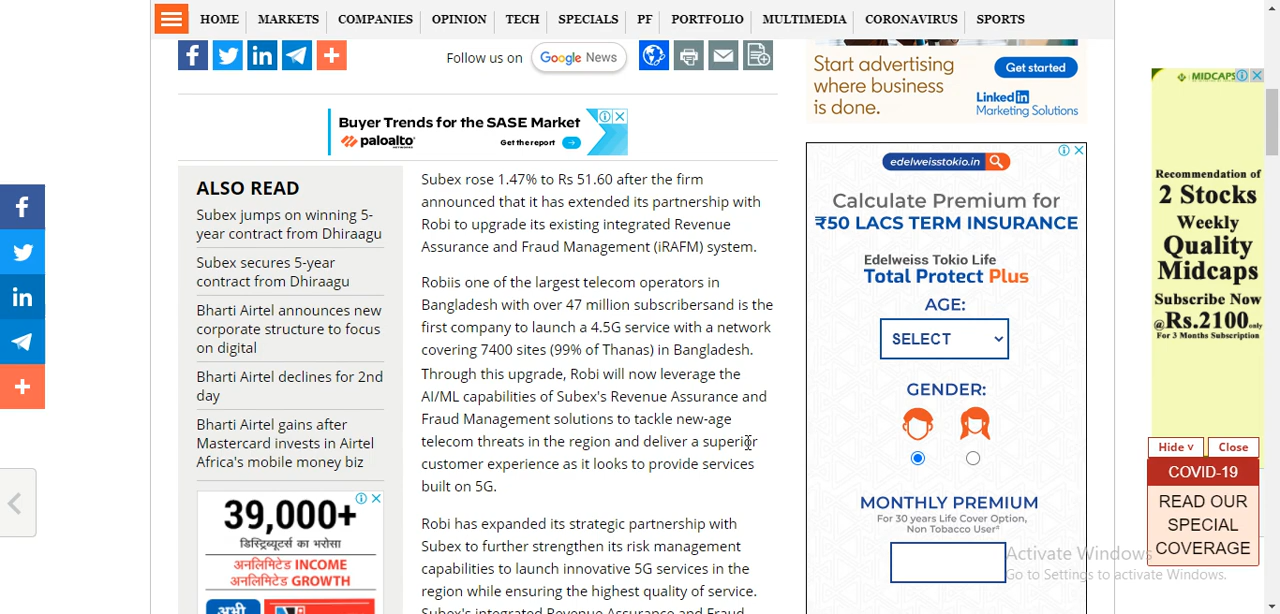 HOME
MARKETS
COMPANIES
OPINION
TECH
SPECIALS
PF
PORTFOLIO
MULTIMEDIA
CORONAVIRUS
SPORTS
Follow us on
Google News
Buyer Trends for the SASE Market
paloalto
Get the report
ALSO READ
Subex jumps on winning 5-
year contract from Dhiraagu
Subex secures 5-year
contract from Dhiraagu
Bharti Airtel announces new
corporate structure to focus
on digital
Bharti Airtel declines for 2nd
day
Bharti Airtel gains after
Mastercard invests in Airtel
Africa's mobile money biz
39,000+
डिस्ट्रिब्यूटर्स का भरोसा
अनलिमिटेड INCOME
अनलिमिटेड GROWTH
अभी
Subex rose 1.47% to Rs 51.60 after the firm
announced that it has extended its partnership with
Robi to upgrade its existing integrated Revenue
Assurance and Fraud Management (iRAFM) system.
Robiis one of the largest telecom operators in
Bangladesh with over 47 million subscribersand is the
first company to launch a 4.5G service with a network
covering 7400 sites (99% of Thanas) in Bangladesh.
Through this upgrade, Robi will now leverage the
AI/ML capabilities of Subex's Revenue Assurance and
Fraud Management solutions to tackle new-age
telecom threats in the region and deliver a superior
customer experience as it looks to provide services
built on 5G.
Robi has expanded its strategic partnership with
Subex to further strengthen its risk management
capabilities to launch innovative 5G services in the
region while ensuring the highest quality of service.
Subex's integrated Revenue Assurance and Fraud
Start advertising
where business
is done.
Get started
Linked in
Marketing Solutions
edelweisstokio.in
Calculate Premium for
₹50 LACS TERM INSURANCE
Edelweiss Tokio Life
Total Protect Plus
AGE:
SELECT
GENDER:
MONTHLY PREMIUM
For 30 years Life Cover Option,
Non Tobacco User
MIDCAPS
Recommendation of
2 Stocks
Weekly
Quality
Midcaps
Subscribe Now
@Rs.2100 only
For 3 Months Subscription
Hide v
Close
COVID-19
READ OUR
SPECIAL
COVERAGE
Activate Windows
Go to Settings to activate Windows.